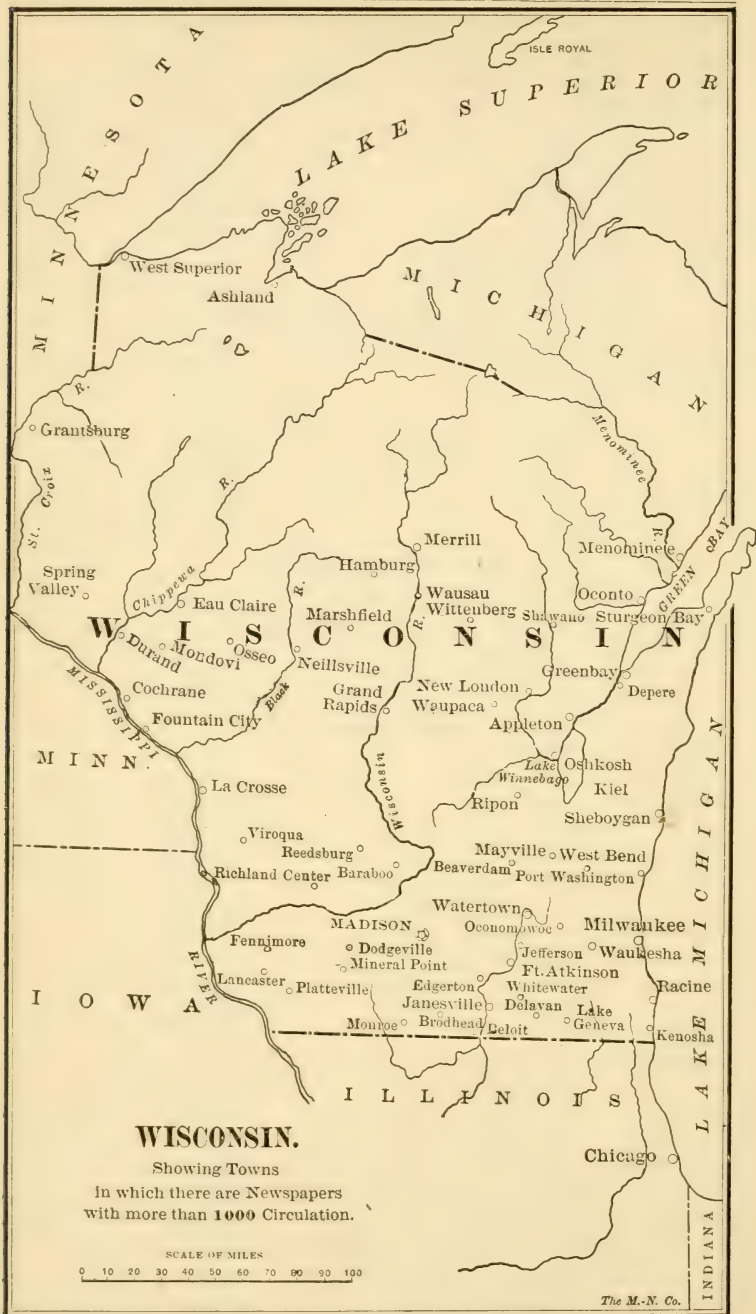 ISLE ROYAL
LAKE SUPERIOR
MINNESOTA
West Superior
Ashland
MICHIGAN
R.
Grantsburg
St. Croix
Menominee
R.
R.
Merrill
Menominee
GREEN BAY
Hamburg
Spring
Valley
Chippewa
Eau Claire
R.
Wausau
Oconto
Marshfield
R.
Wittenberg
Shawano
Sturgeon Bay
WISCONSIN
Durand
Mondovi
Osseo
Neillsville
Greenbay
Depere
MISSISSIPPI
Cochrane
Black
Grand
Rapids
New London
Waupaca
Fountain City
Appleton
MINN.
Wisconsin
Lake
Winnebago
Oshkosh
La Crosse
Kiel
Ripon
Sheboygan
LAKE MICHIGAN
Viroqua
Reedsburg
Mayville
West Bend
Richland Center
Baraboo
Beaverdam
Port Washington
Watertown
MADISON
Oconomowoc
Milwaukee
Fennimore
Dodgeville
Jefferson
Waukesha
RIVER
Mineral Point
Ft.Atkinson
Lancaster
Platteville
Edgerton
Whitewater
Racine
IOWA
Janesville
Delavan
Lake
Geneva
Monroe
Brodhead
Beloit
Kenosha
ILLINOIS
WISCONSIN.
Showing Towns
in which there are Newspapers
with more than 1000 Circulation.
Chicago
SCALE OF MILES
0 10 20 30 40 50 60 70 80 90 100
INDIANA
The M.-N. Co.